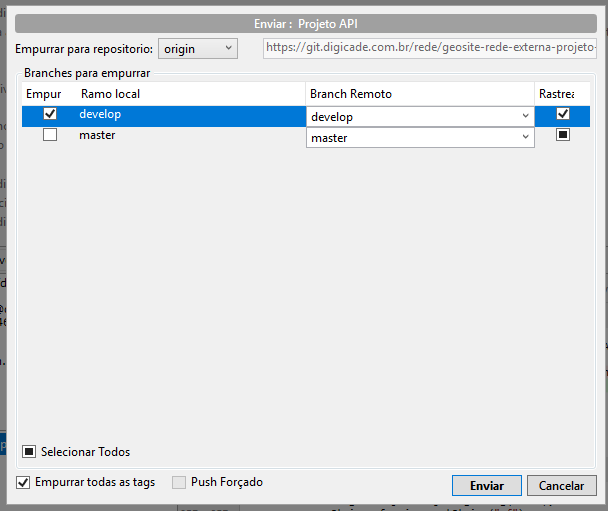 Enviar : Projeto API
Empurrar para repositorio: origin https://git.digicade.com.br/rede/geosite-rede-externa-projeto-
Branches para empurrar
Empur Ramo local Branch Remoto Rastrea
develop develop
master master
Selecionar Todos
Empurrar todas as tags Push Forçado Enviar Cancelar